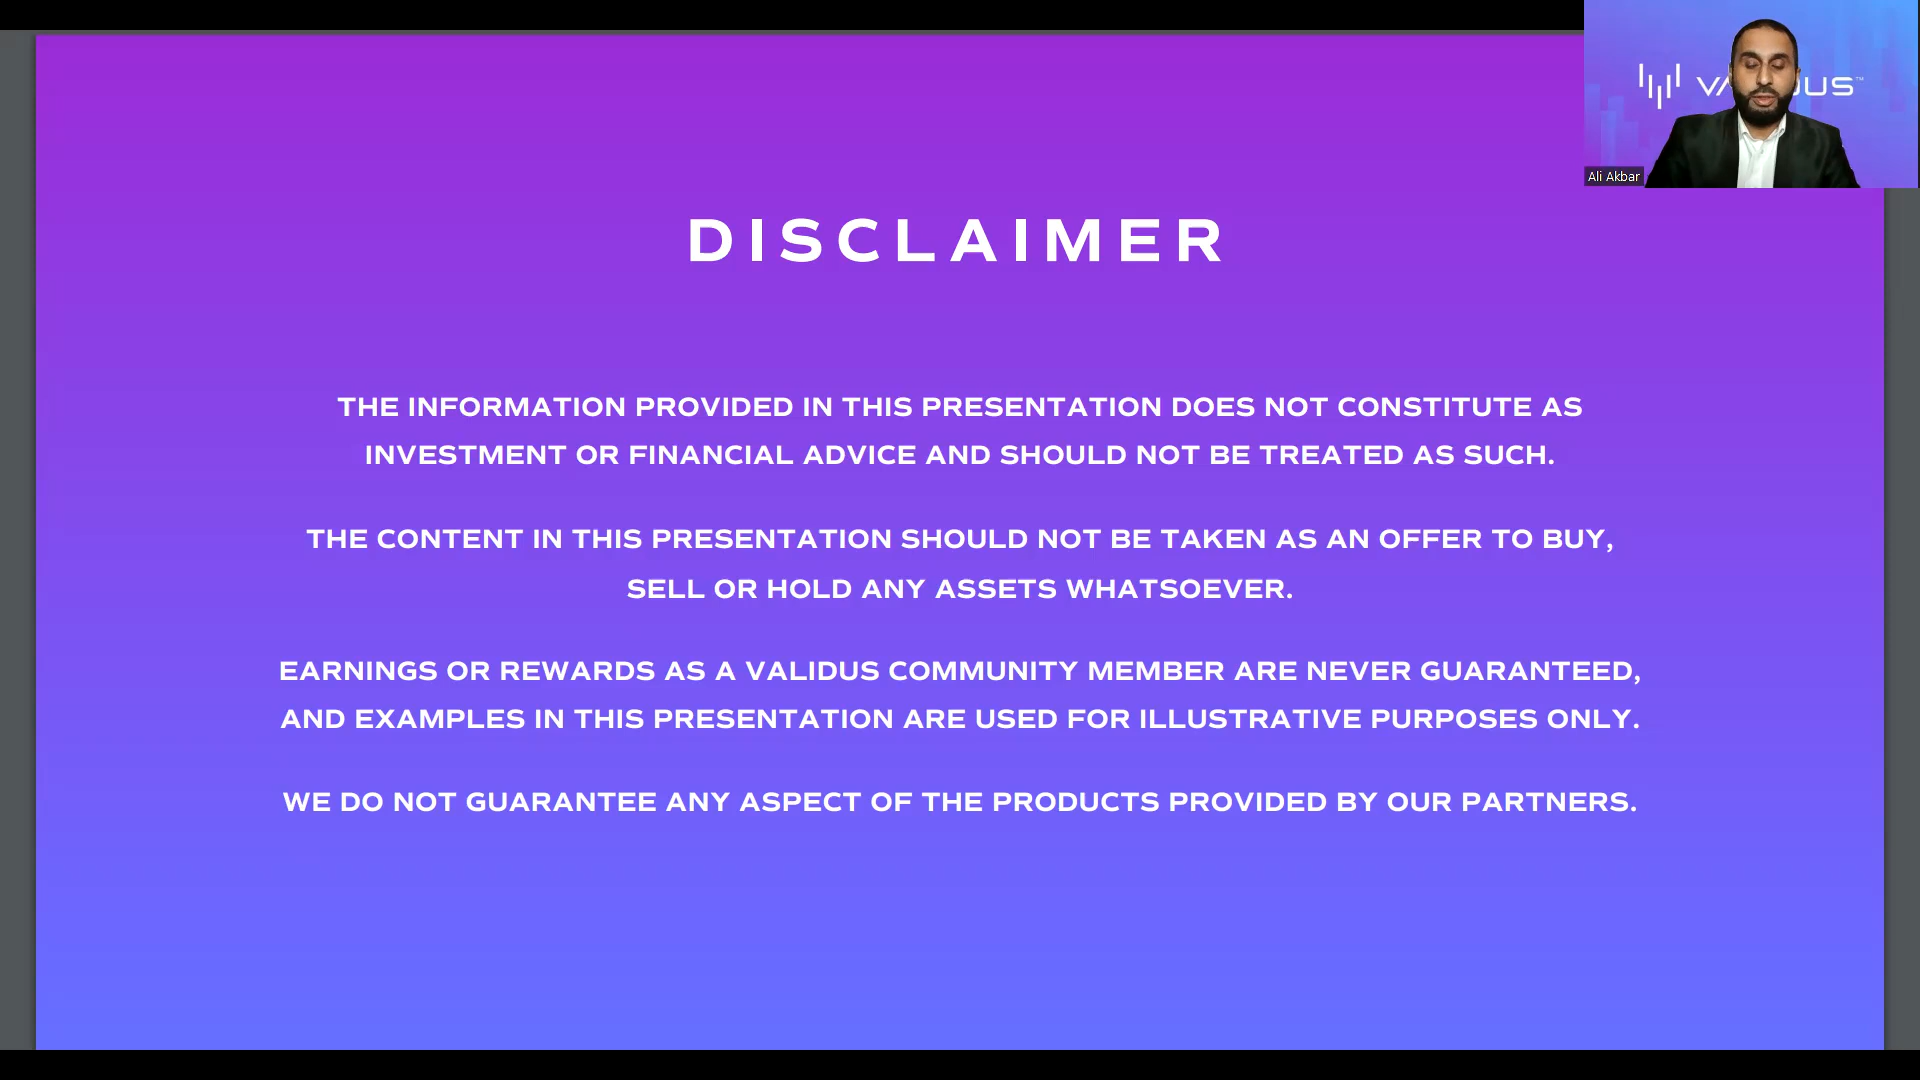 DISCLAIMER
THE INFORMATION PROVIDED IN THIS PRESENTATION DOES NOT CONSTITUTE AS
INVESTMENT OR FINANCIAL ADVICE AND SHOULD NOT BE TREATED AS SUCH.
THE CONTENT IN THIS PRESENTATION SHOULD NOT BE TAKEN AS AN OFFER TO BUY,
SELL OR HOLD ANY ASSETS WHATSOEVER.
EARNINGS OR REWARDS AS A VALIDUS COMMUNITY MEMBER ARE NEVER GUARANTEED,
AND EXAMPLES IN THIS PRESENTATION ARE USED FOR ILLUSTRATIVE PURPOSES ONLY.
WE DO NOT GUARANTEE ANY ASPECT OF THE PRODUCTS PROVIDED BY OUR PARTNERS.
Ali Akbar